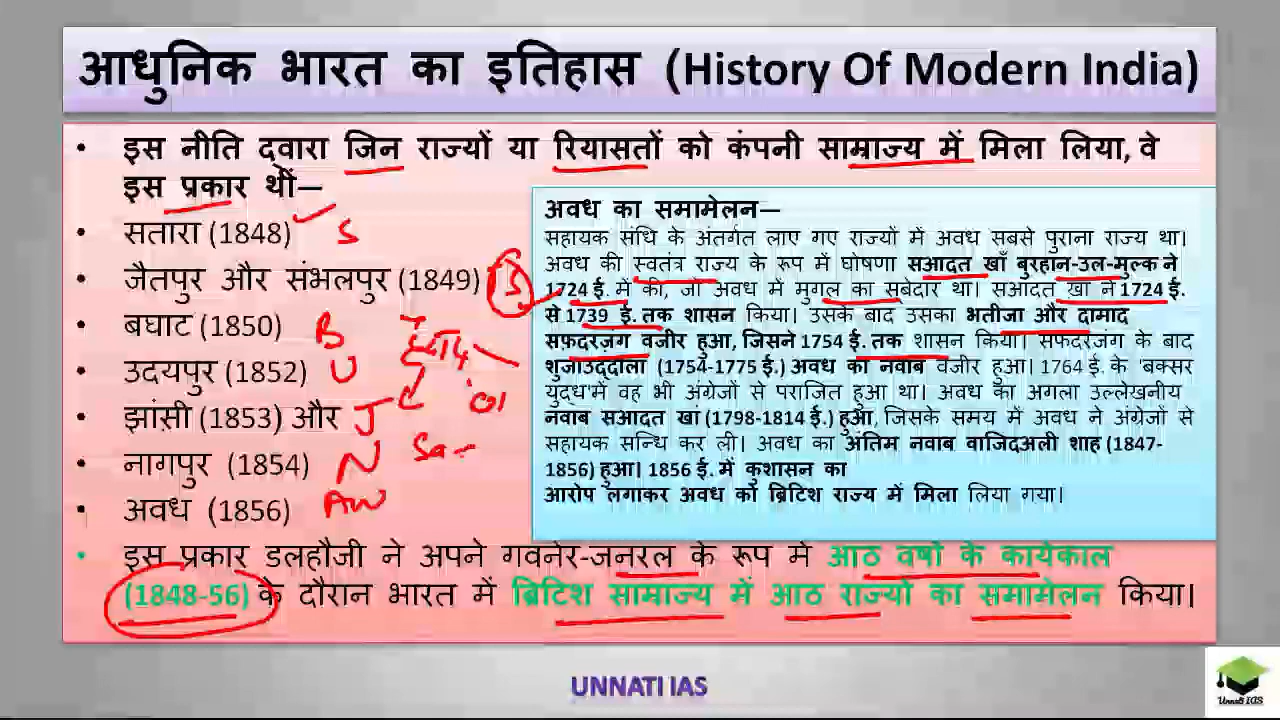 आधुनिक भारत का इतिहास (History Of Modern India)
• इस नीति द्वारा जिन राज्यों या रियासतों को कंपनी साम्राज्य में मिला लिया, वे
इस प्रकार थीं—
• सतारा (1848) S
• जैतपुर और संभलपुर (1849)
• बघाट (1850) B
• उदयपुर (1852) U
• झांसी (1853) और J
• नागपुर (1854) N
• अवध (1856) AW
अवध का समामेलन—
सहायक संधि के अंतर्गत लाए गए राज्यों में अवध सबसे पुराना राज्य था।
अवध की स्वतंत्र राज्य के रूप में घोषणा सआदत खाँ बुरहान-उल-मुल्क ने
1724 ई. में की, जो अवध में मुगल का सूबेदार था। सआदत खां ने 1724 ई.
से 1739 ई. तक शासन किया। उसके बाद उसका भतीजा और दामाद
सफ़दरजंग वजीर हुआ, जिसने 1754 ई. तक शासन किया। सफदरजंग के बाद
शुजाउद्दौला (1754-1775 ई.) अवध का नवाब वजीर हुआ। 1764 ई. के 'बक्सर
युद्ध'में वह भी अंग्रेजों से पराजित हुआ था। अवध का अगला उल्लेखनीय
नवाब सआदत खां (1798-1814 ई.) हुआ, जिसके समय में अवध ने अंग्रेजों से
सहायक सन्धि कर ली। अवध का अंतिम नवाब वाजिदअली शाह (1847-
1856) हुआ। 1856 ई. में कुशासन का
आरोप लगाकर अवध को ब्रिटिश राज्य में मिला लिया गया।
• इस प्रकार डलहौजी ने अपने गवर्नर-जनरल के रूप में आठ वर्षों के कार्यकाल
(1848-56) के दौरान भारत में ब्रिटिश साम्राज्य में आठ राज्यों का समामेलन किया।
UNNATI IAS
Unnati IAS